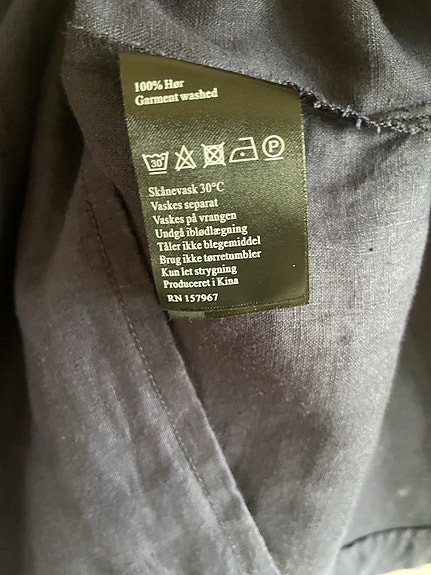 100% Hør
Garment washed
30 P
Skånevask 30°C
Vaskes separat
Vaskes på vrangen
Undgå iblødlægning
Tåler ikke blegemiddel
Brug ikke tørretumbler
Kun let strygning
Produceret i Kina
RN 157967